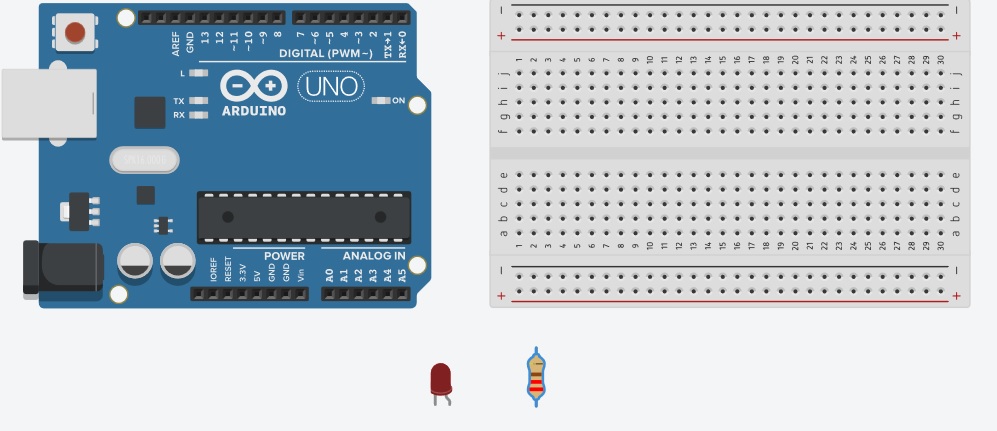 − −
+ +
AREF GND 13 12 ~11 ~10 ~9 8 7 ~6 ~5 4 ~3 2 TX→1 RX←0
DIGITAL (PWM~)
L
TX
RX
ARDUINO
UNO
ON
1 2 3 4 5 6 7 8 9 10 11 12 13 14 15 16 17 18 19 20 21 22 23 24 25 26 27 28 29 30
j j
i i
h h
g g
f f
e e
d d
c c
b b
a a
1 2 3 4 5 6 7 8 9 10 11 12 13 14 15 16 17 18 19 20 21 22 23 24 25 26 27 28 29 30
POWER
ANALOG IN
IOREF RESET 3.3V 5V GND GND Vin A0 A1 A2 A3 A4 A5
− −
+ +